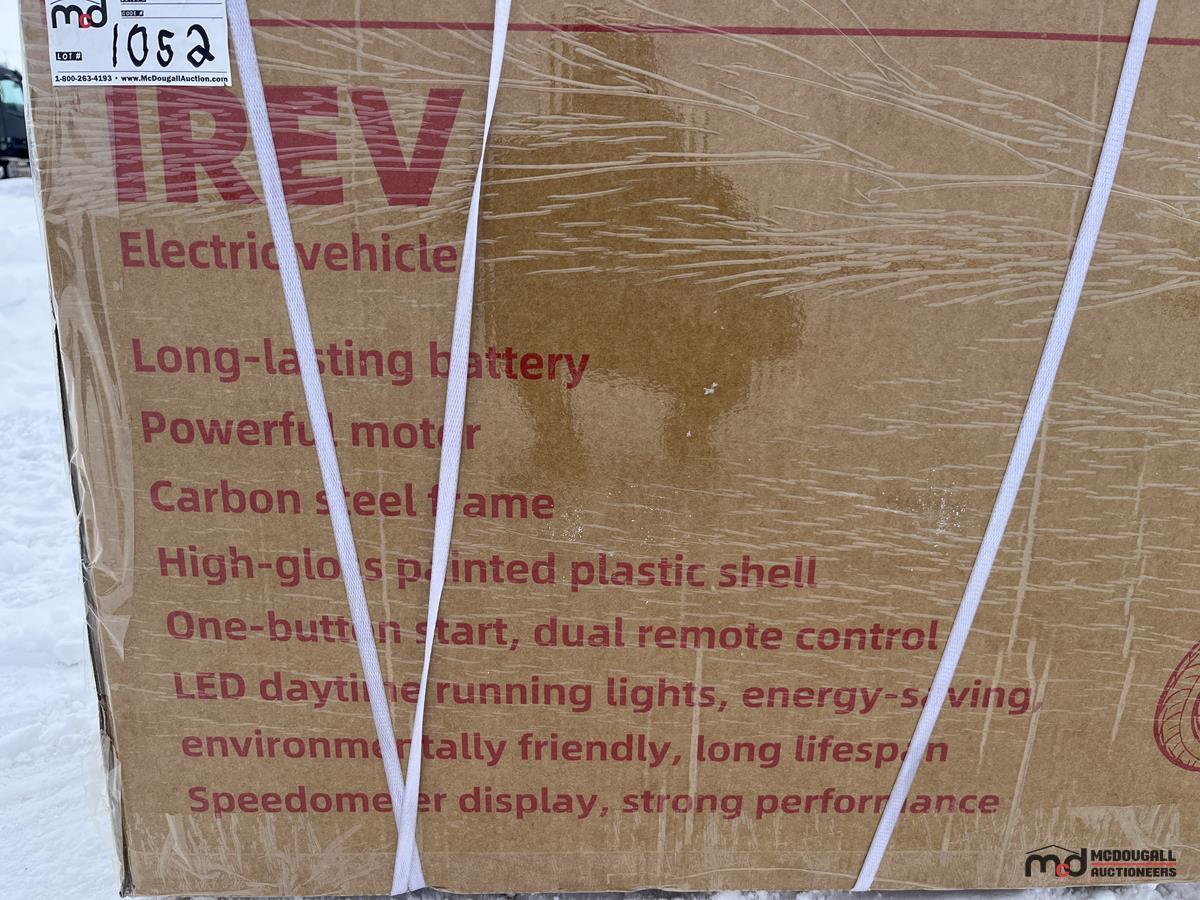 mcd
CODE #
LOT # 1052
1-800-263-4193 • www.McDougallAuction.com
IREV
Electric vehicle
Long-lasting battery
Powerful motor
Carbon steel frame
High-gloss painted plastic shell
One-button start, dual remote control
LED daytime running lights, energy-saving,
environmentally friendly, long lifespan
Speedometer display, strong performance
mcd MCDOUGALL
AUCTIONEERS